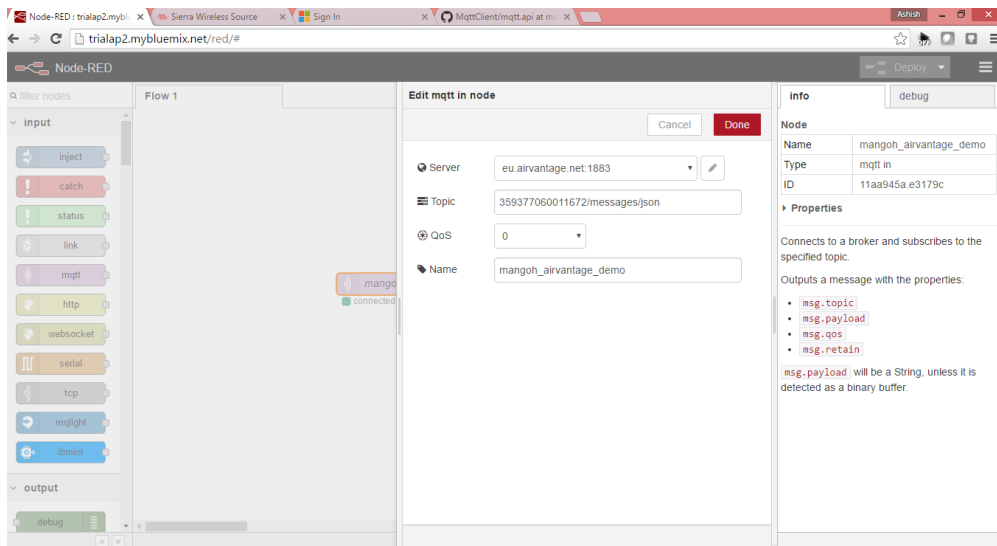 Node-RED : trialap2.myblu
Sierra Wireless Source
Sign In
MqttClient/mqtt.api at ma
Ashish
trialap2.mybluemix.net/red/#
Node-RED
Deploy
filter nodes
Flow 1
Edit mqtt in node
info
debug
input
Cancel
Done
Node
Name
mangoh_airvantage_demo
Type
mqtt in
ID
11aa945a.e3179c
Properties
inject
catch
status
link
mqtt
http
websocket
serial
tcp
mqlight
ibmiot
output
debug
mango
connected
Server
eu.airvantage.net:1883
Topic
359377060011672/messages/json
QoS
0
Name
mangoh_airvantage_demo
Connects to a broker and subscribes to the
specified topic.
Outputs a message with the properties:
• msg.topic
• msg.payload
• msg.qos
• msg.retain
msg.payload will be a String, unless it is
detected as a binary buffer.